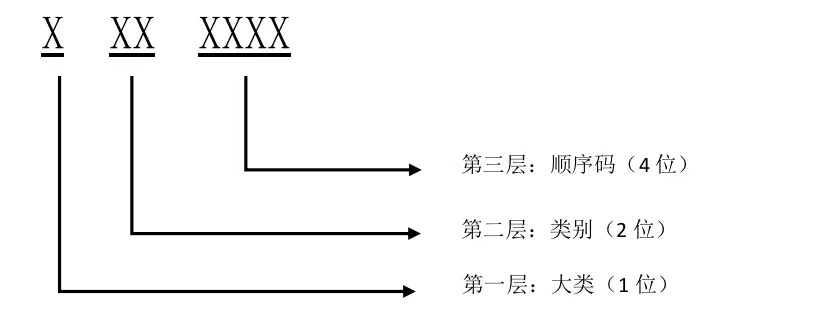 X XX XXXX
第三层：顺序码（4 位）
第二层：类别（2 位）
第一层：大类（1 位）